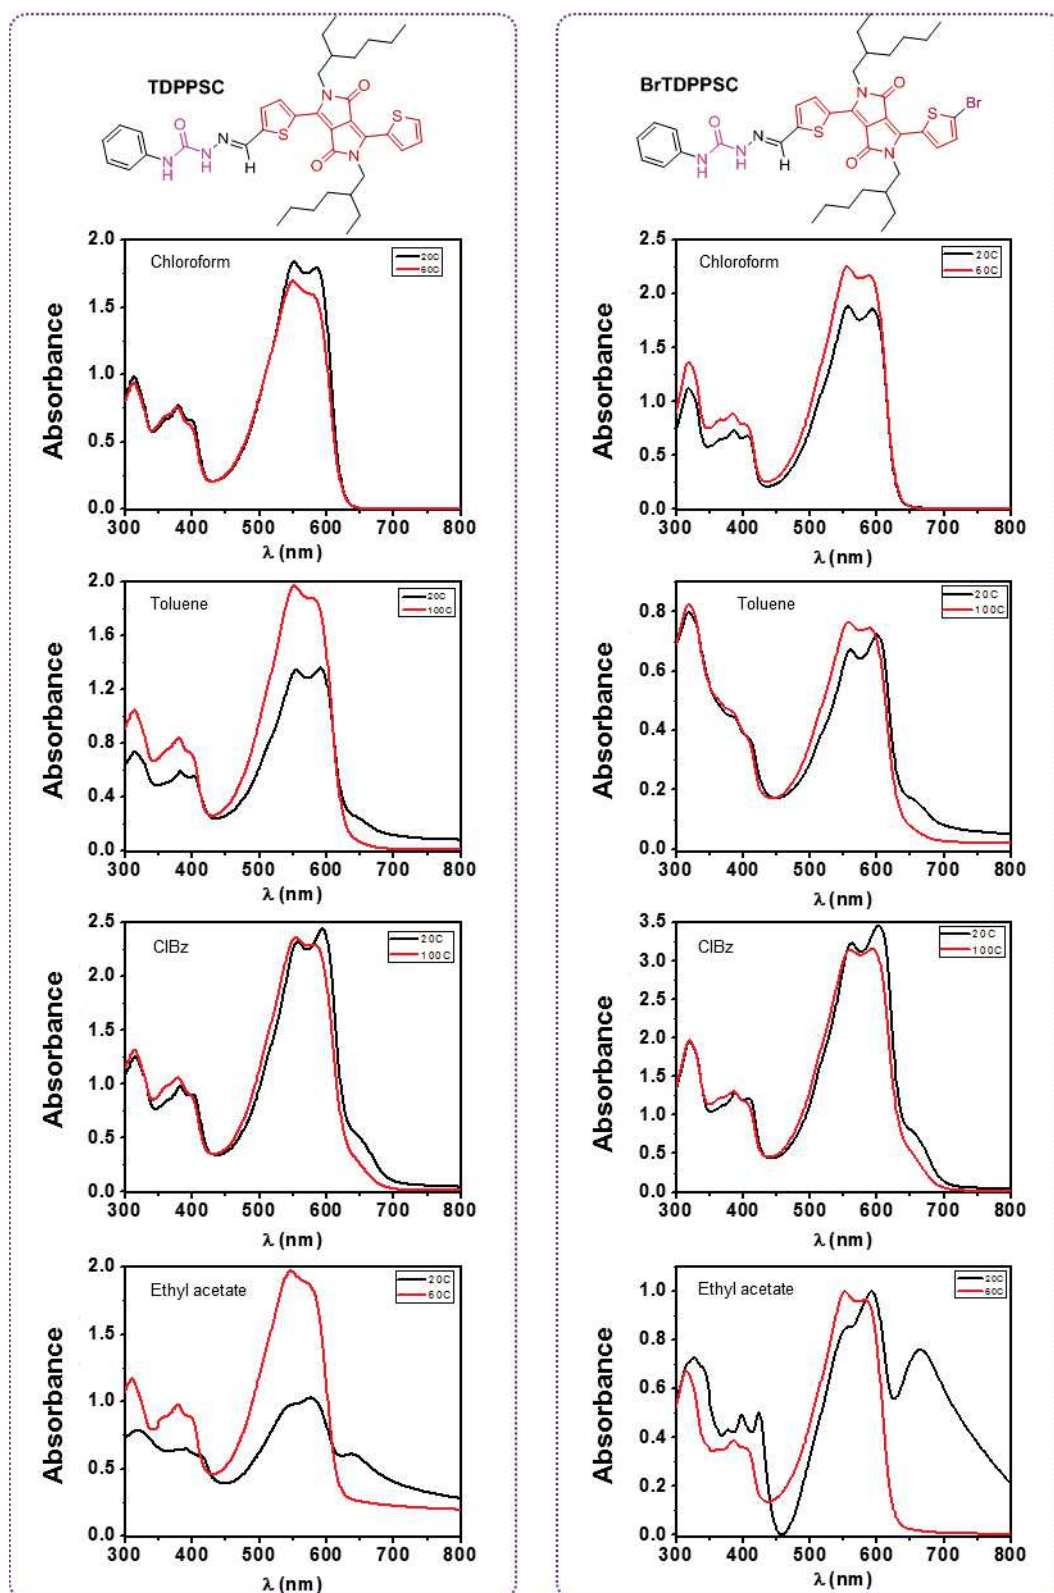 TDPPSC
N
O
O
N
S
S
O
N
H
N
H
N
H
BrTDPPSC
N
O
O
N
S
S
Br
O
N
H
N
H
N
H
Chloroform
20C
60C
Absorbance
2.0
1.5
1.0
0.5
0.0
300 400 500 600 700 800
λ (nm)
Chloroform
20C
60C
Absorbance
2.5
2.0
1.5
1.0
0.5
0.0
300 400 500 600 700 800
λ (nm)
Toluene
20C
100C
Absorbance
2.0
1.6
1.2
0.8
0.4
0.0
300 400 500 600 700 800
λ (nm)
Toluene
20C
100C
Absorbance
0.8
0.6
0.4
0.2
0.0
300 400 500 600 700 800
λ (nm)
ClBz
20C
100C
Absorbance
2.5
2.0
1.5
1.0
0.5
0.0
300 400 500 600 700 800
λ (nm)
ClBz
20C
100C
Absorbance
3.5
3.0
2.5
2.0
1.5
1.0
0.5
0.0
300 400 500 600 700 800
λ (nm)
Ethyl acetate
20C
60C
Absorbance
2.0
1.5
1.0
0.5
0.0
300 400 500 600 700 800
λ (nm)
Ethyl acetate
20C
60C
Absorbance
1.0
0.8
0.6
0.4
0.2
0.0
300 400 500 600 700 800
λ (nm)